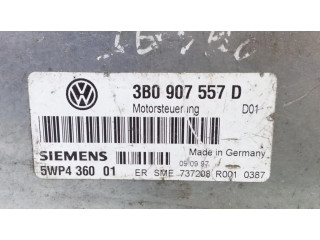 3B0 907 557 D
Motorsteuerung D01
SIEMENS
Made in Germany
09 09 97
5WP4 360 01
ER SME 737208 R001 0387